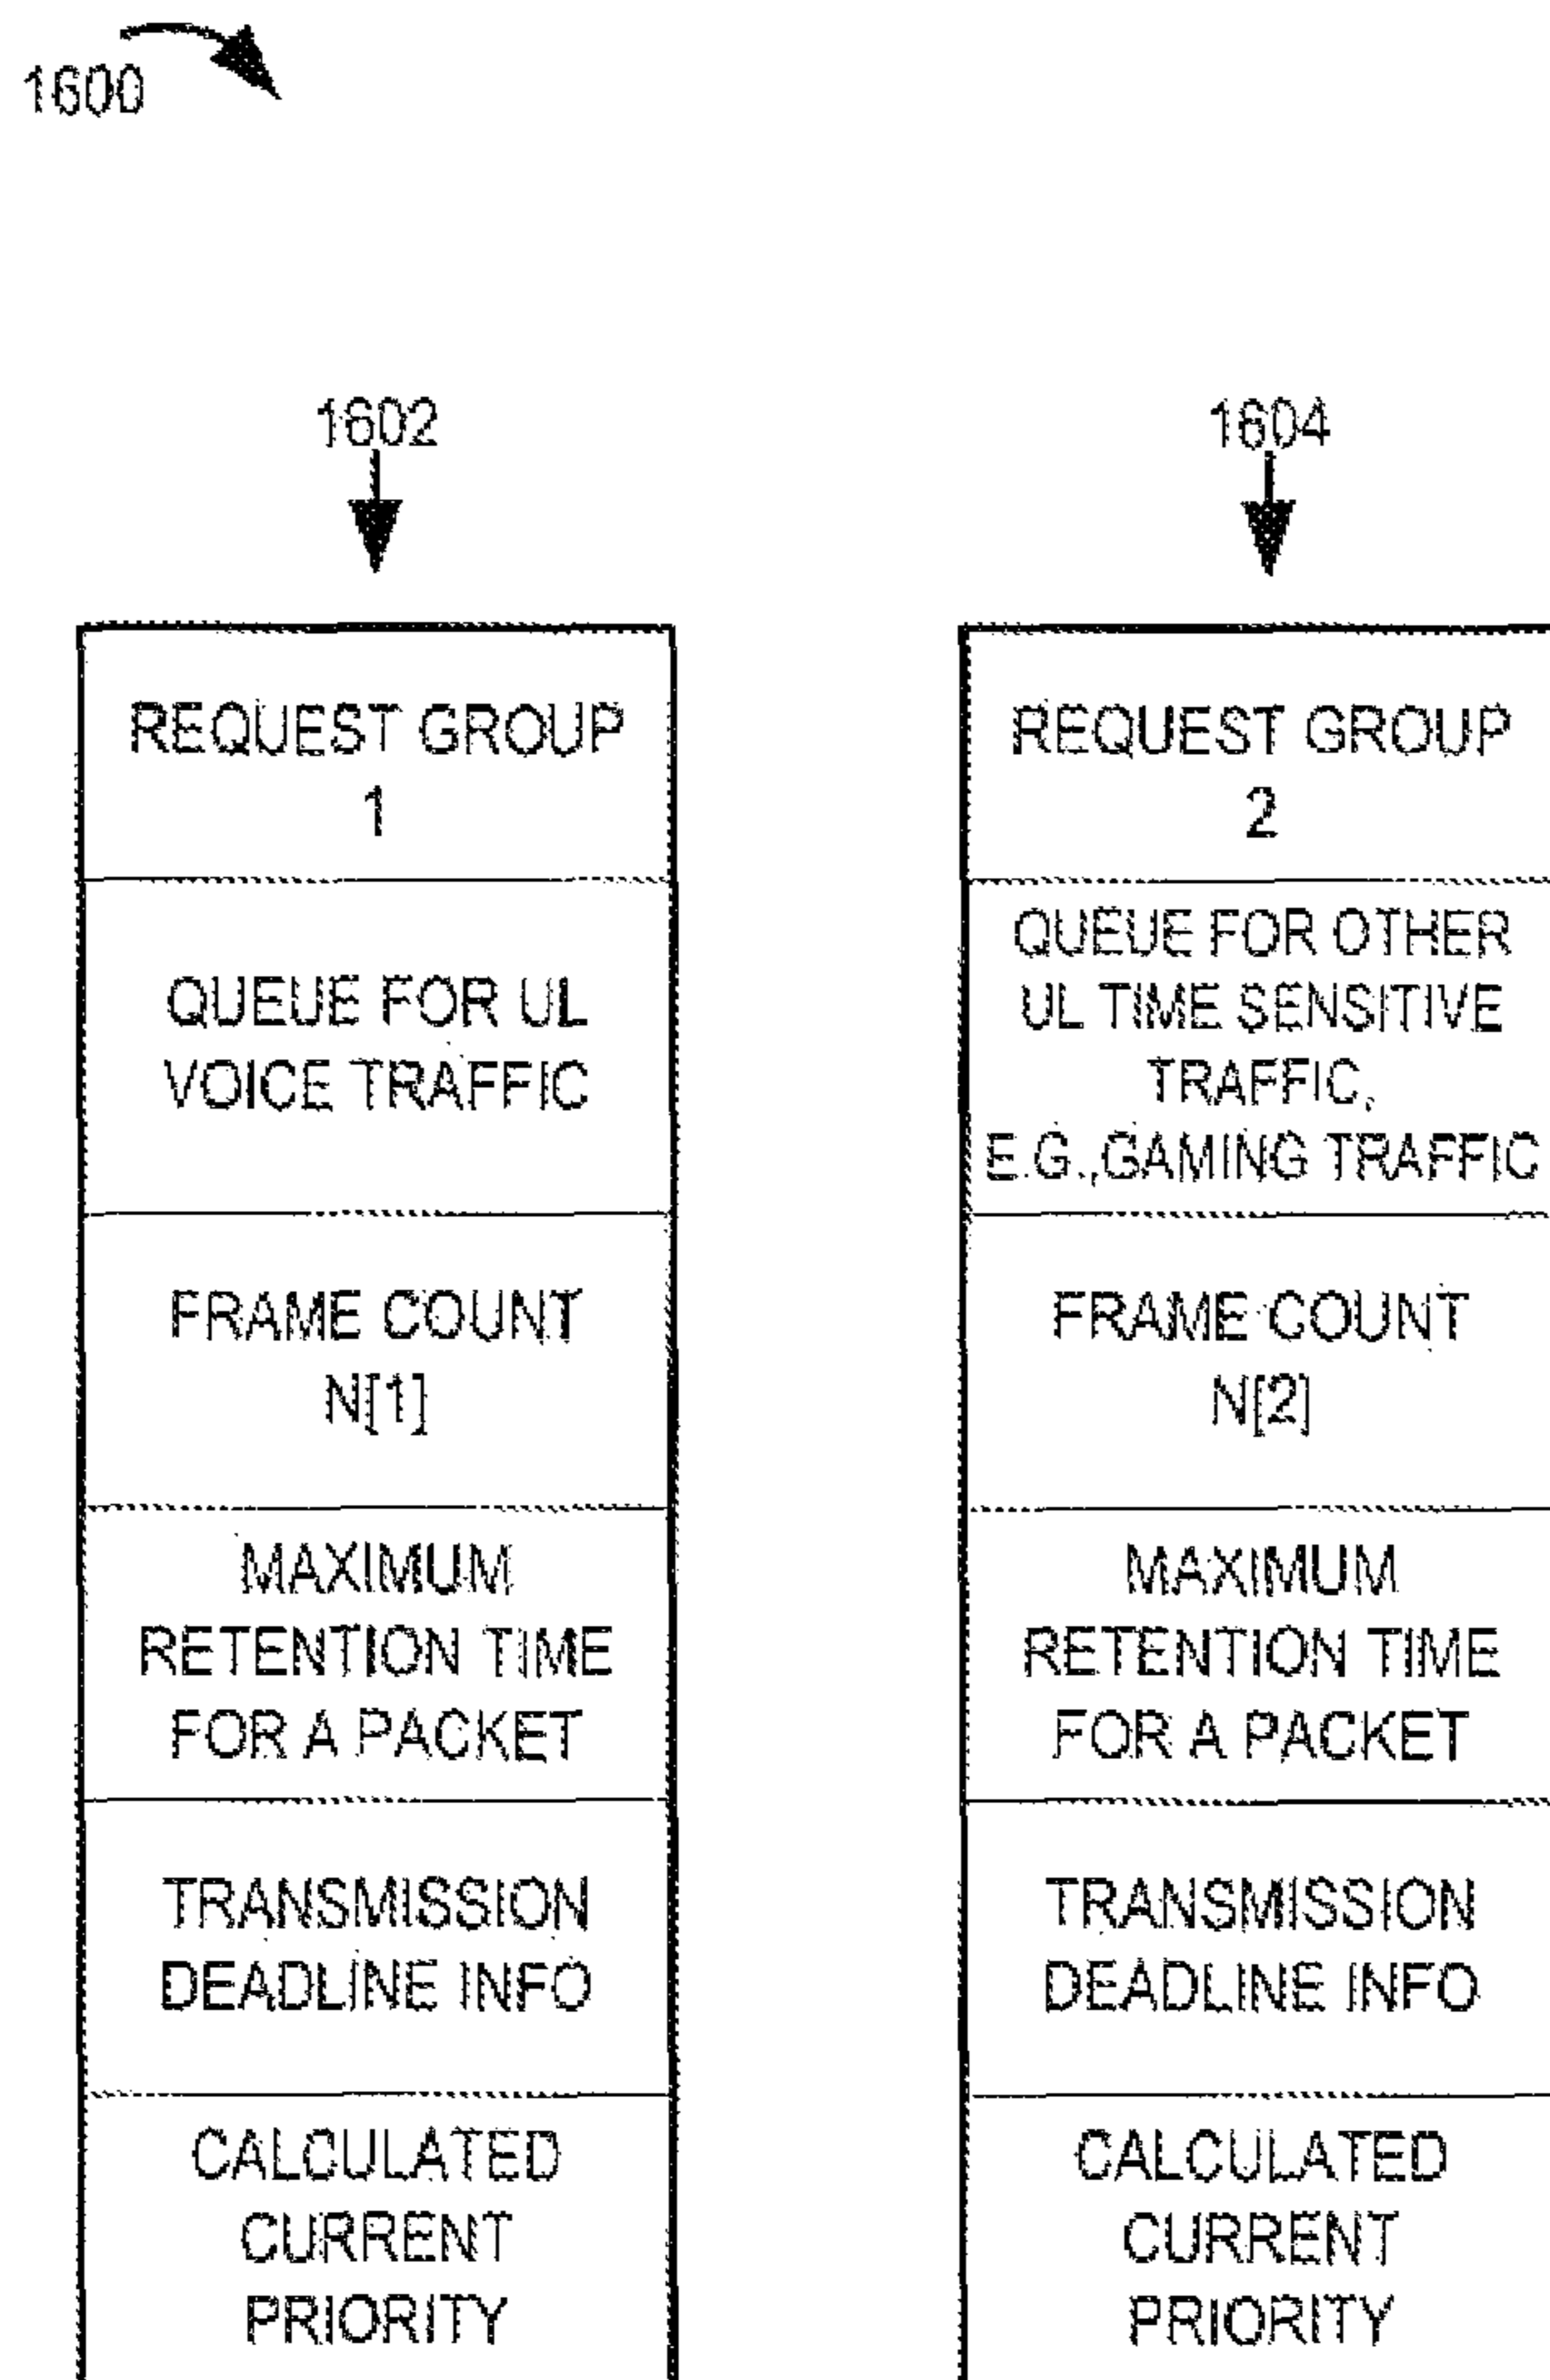 1600
1602
REQUEST GROUP
1
QUEUE FOR UL
VOICE TRAFFIC
FRAME COUNT
N[1]
MAXIMUM
RETENTION TIME
FOR A PACKET
TRANSMISSION
DEADLINE INFO
CALCULATED
CURRENT
PRIORITY
1604
REQUEST GROUP
2
QUEUE FOR OTHER
UL TIME SENSITIVE
TRAFFIC,
E.G.,GAMING TRAFFIC
FRAME COUNT
N[2]
MAXIMUM
RETENTION TIME
FOR A PACKET
TRANSMISSION
DEADLINE INFO
CALCULATED
CURRENT
PRIORITY